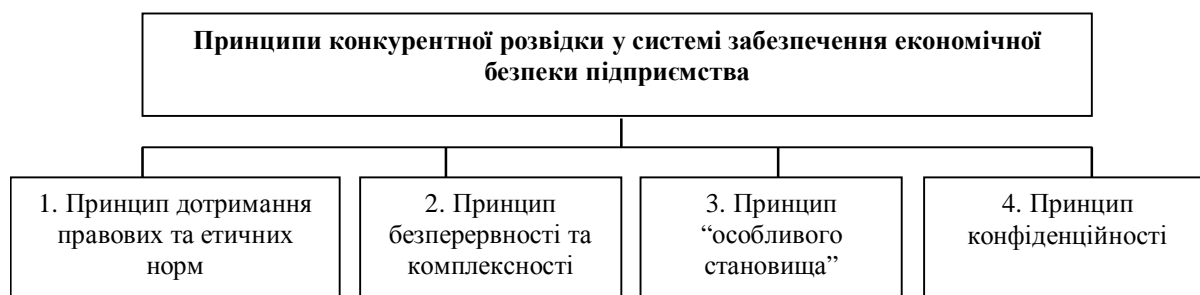 Принципи конкурентної розвідки у системі забезпечення економічної
безпеки підприємства
1. Принцип дотримання
правових та етичних
норм
2. Принцип
безперервності та
комплексності
3. Принцип
“особливого
становища”
4. Принцип
конфіденційності